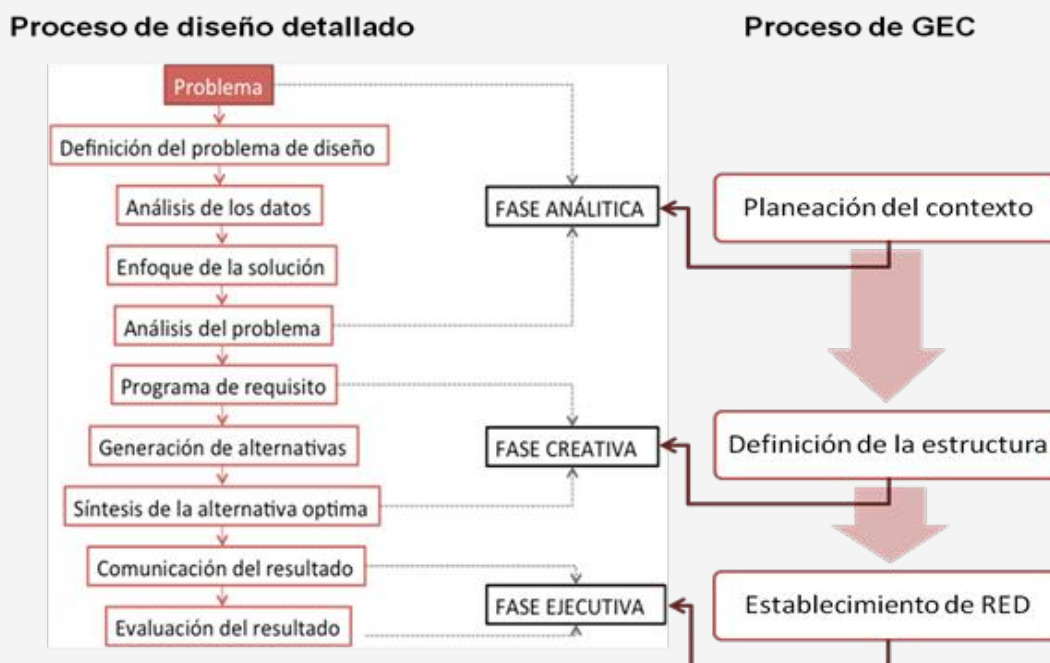 Proceso de diseño detallado
Proceso de GEC
Problema
Definición del problema de diseño
Análisis de los datos
Enfoque de la solución
Análisis del problema
Programa de requisito
Generación de alternativas
Síntesis de la alternativa optima
Comunicación del resultado
Evaluación del resultado
FASE ANÁLITICA
FASE CREATIVA
FASE EJECUTIVA
Planeación del contexto
Definición de la estructura
Establecimiento de RED